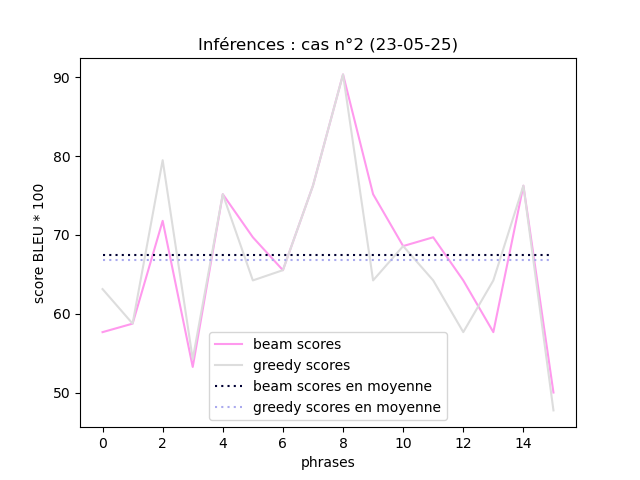 Inférences : cas n°2 (23-05-25)
90
80
70
60
50
score BLEU * 100
beam scores
greedy scores
beam scores en moyenne
greedy scores en moyenne
0 2 4 6 8 10 12 14
phrases